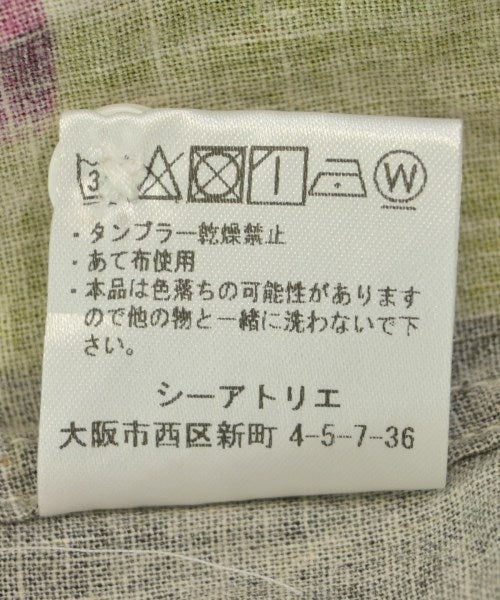 W
・タンブラー乾燥禁止
・あて布使用
・本品は色落ちの可能性があります
ので他の物と一緒に洗わないで下
さい。
シーアトリエ
大阪市西区新町 4-5-7-36